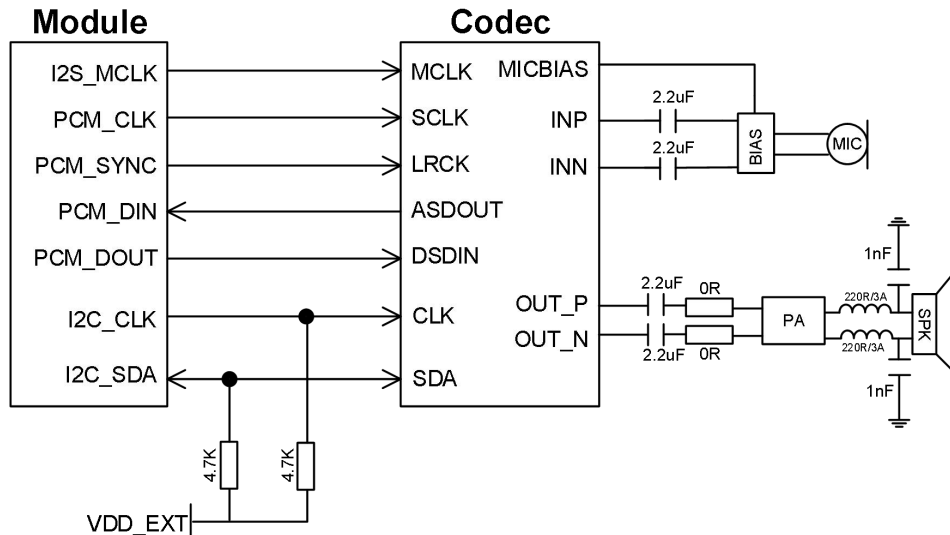 Module
Codec
I2S_MCLK
PCM_CLK
PCM_SYNC
PCM_DIN
PCM_DOUT
I2C_CLK
I2C_SDA
MCLK
SCLK
LRCK
ASDOUT
DSDIN
CLK
SDA
MICBIAS
INP
INN
OUT_P
OUT_N
2.2uF
2.2uF
BIAS
MIC
2.2uF
0R
2.2uF
0R
PA
220R/3A
220R/3A
1nF
1nF
SPK
4.7K
4.7K
VDD_EXT